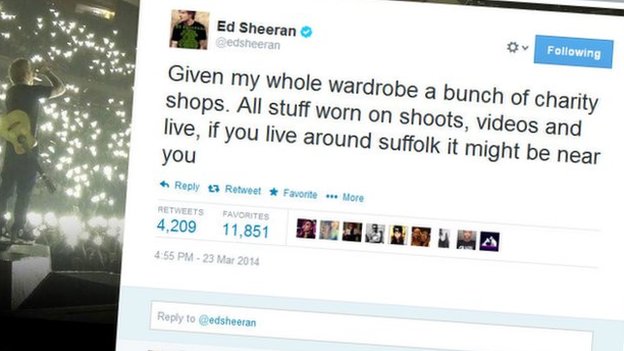 Ed Sheeran
@edsheeran
Following
Given my whole wardrobe a bunch of charity
shops. All stuff worn on shoots, videos and
live, if you live around suffolk it might be near
you
Reply Retweet Favorite More
RETWEETS FAVORITES
4,209 11,851
4:55 PM - 23 Mar 2014
Reply to @edsheeran